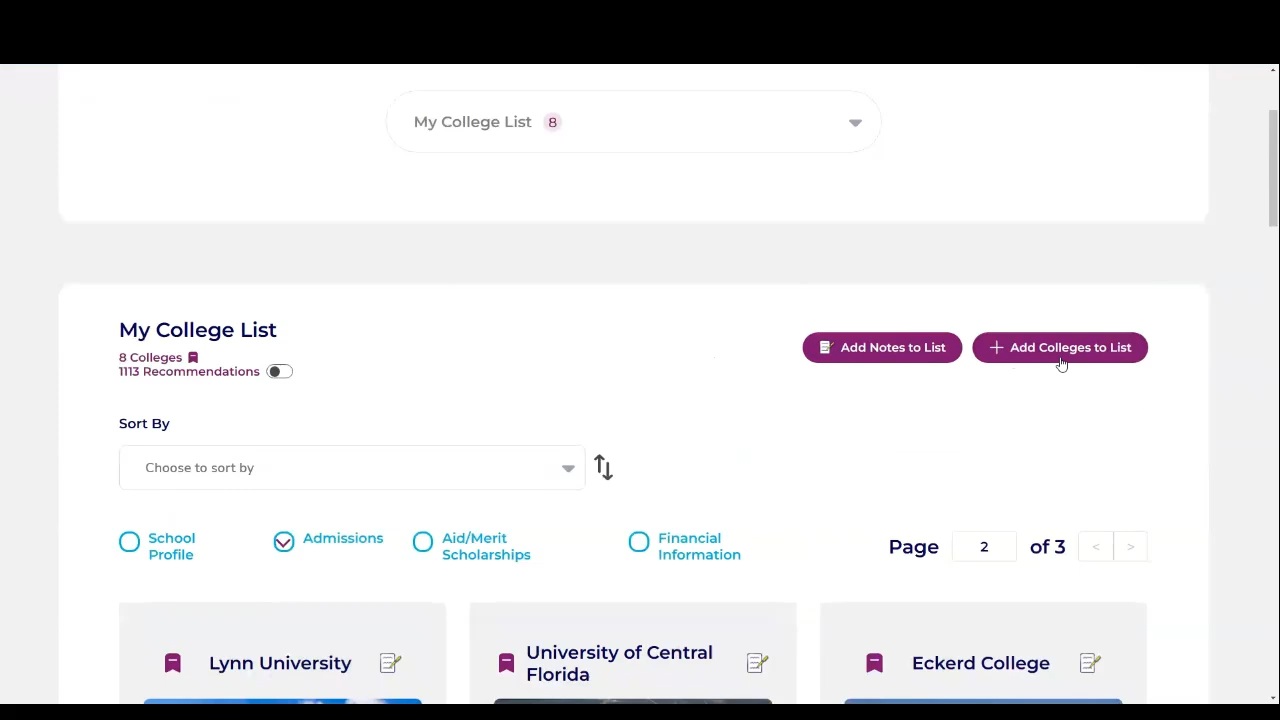 My College List 8
My College List
8 Colleges
1113 Recommendations
Add Notes to List
Add Colleges to List
Sort By
Choose to sort by
School
Profile
Admissions
Aid/Merit
Scholarships
Financial
Information
Page 2 of 3 < >
Lynn University
University of Central
Florida
Eckerd College